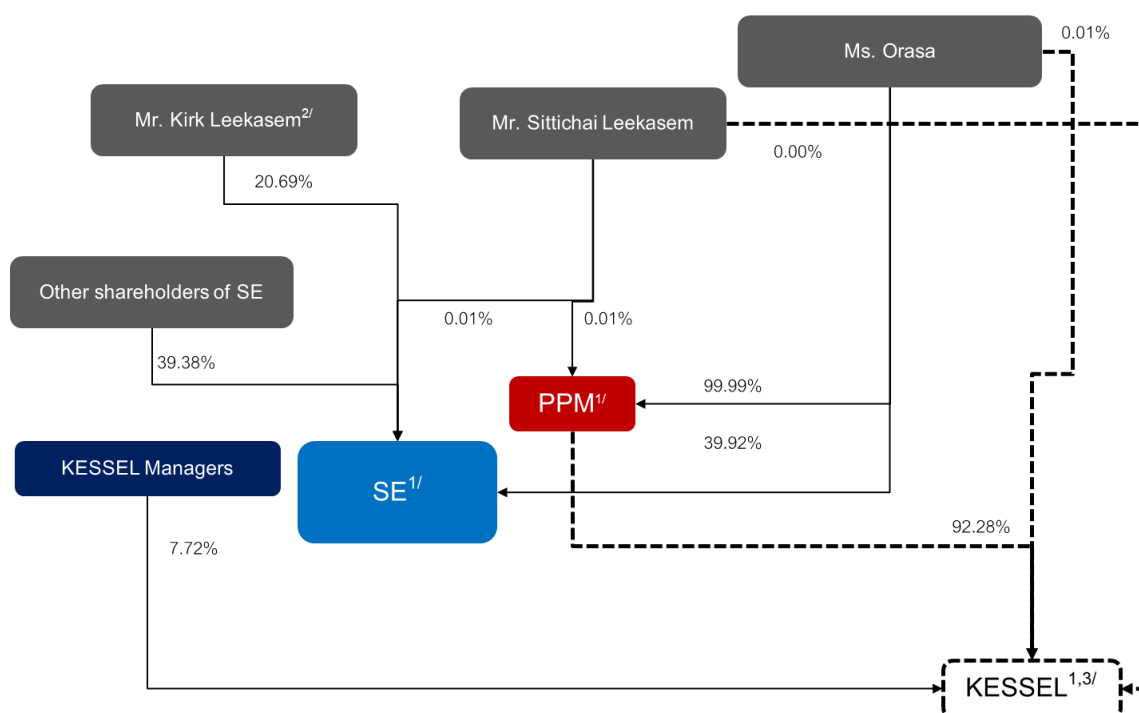 0.01%
Ms. Orasa
Mr. Kirk Leekasem²/
Mr. Sittichai Leekasem
0.00%
20.69%
Other shareholders of SE
0.01%
0.01%
39.38%
PPM¹/
99.99%
39.92%
KESSEL Managers
SE¹/
92.28%
7.72%
KESSEL¹,³/